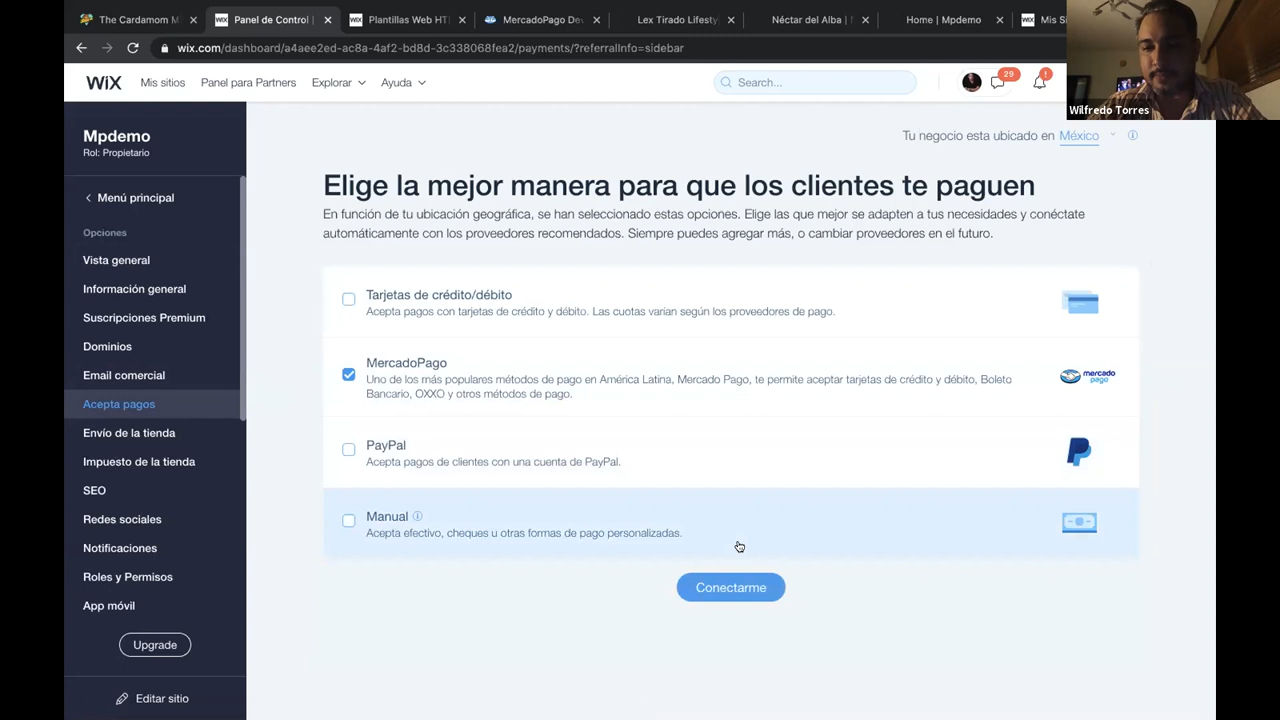 The Cardamom M
Panel de Control |
Plantillas Web HT
MercadoPago Dev
Lex Tirado Lifesty
Néctar del Alba |
Home | Mpdemo
Mis Si
wix.com/dashboard/a4aee2ed-ac8a-4af2-bd8d-3c338068fea2/payments/?referralInfo=sidebar
Wilfredo Torres
WiX
Mis sitios
Panel para Partners
Explorar
Ayuda
Search...
29
!
Mpdemo
Rol: Propietario
Menú principal
Opciones
Vista general
Información general
Suscripciones Premium
Dominios
Email comercial
Acepta pagos
Envío de la tienda
Impuesto de la tienda
SEO
Redes sociales
Notificaciones
Roles y Permisos
App móvil
Upgrade
Editar sitio
Tu negocio esta ubicado en México
Elige la mejor manera para que los clientes te paguen
En función de tu ubicación geográfica, se han seleccionado estas opciones. Elige las que mejor se adapten a tus necesidades y conéctate
automáticamente con los proveedores recomendados. Siempre puedes agregar más, o cambiar proveedores en el futuro.
Tarjetas de crédito/débito
Acepta pagos con tarjetas de crédito y débito. Las cuotas varían según los proveedores de pago.
MercadoPago
Uno de los más populares métodos de pago en América Latina, Mercado Pago, te permite aceptar tarjetas de crédito y débito, Boleto
Bancario, OXXO y otros métodos de pago.
mercado
pago
PayPal
Acepta pagos de clientes con una cuenta de PayPal.
Manual
Acepta efectivo, cheques u otras formas de pago personalizadas.
Conectarme